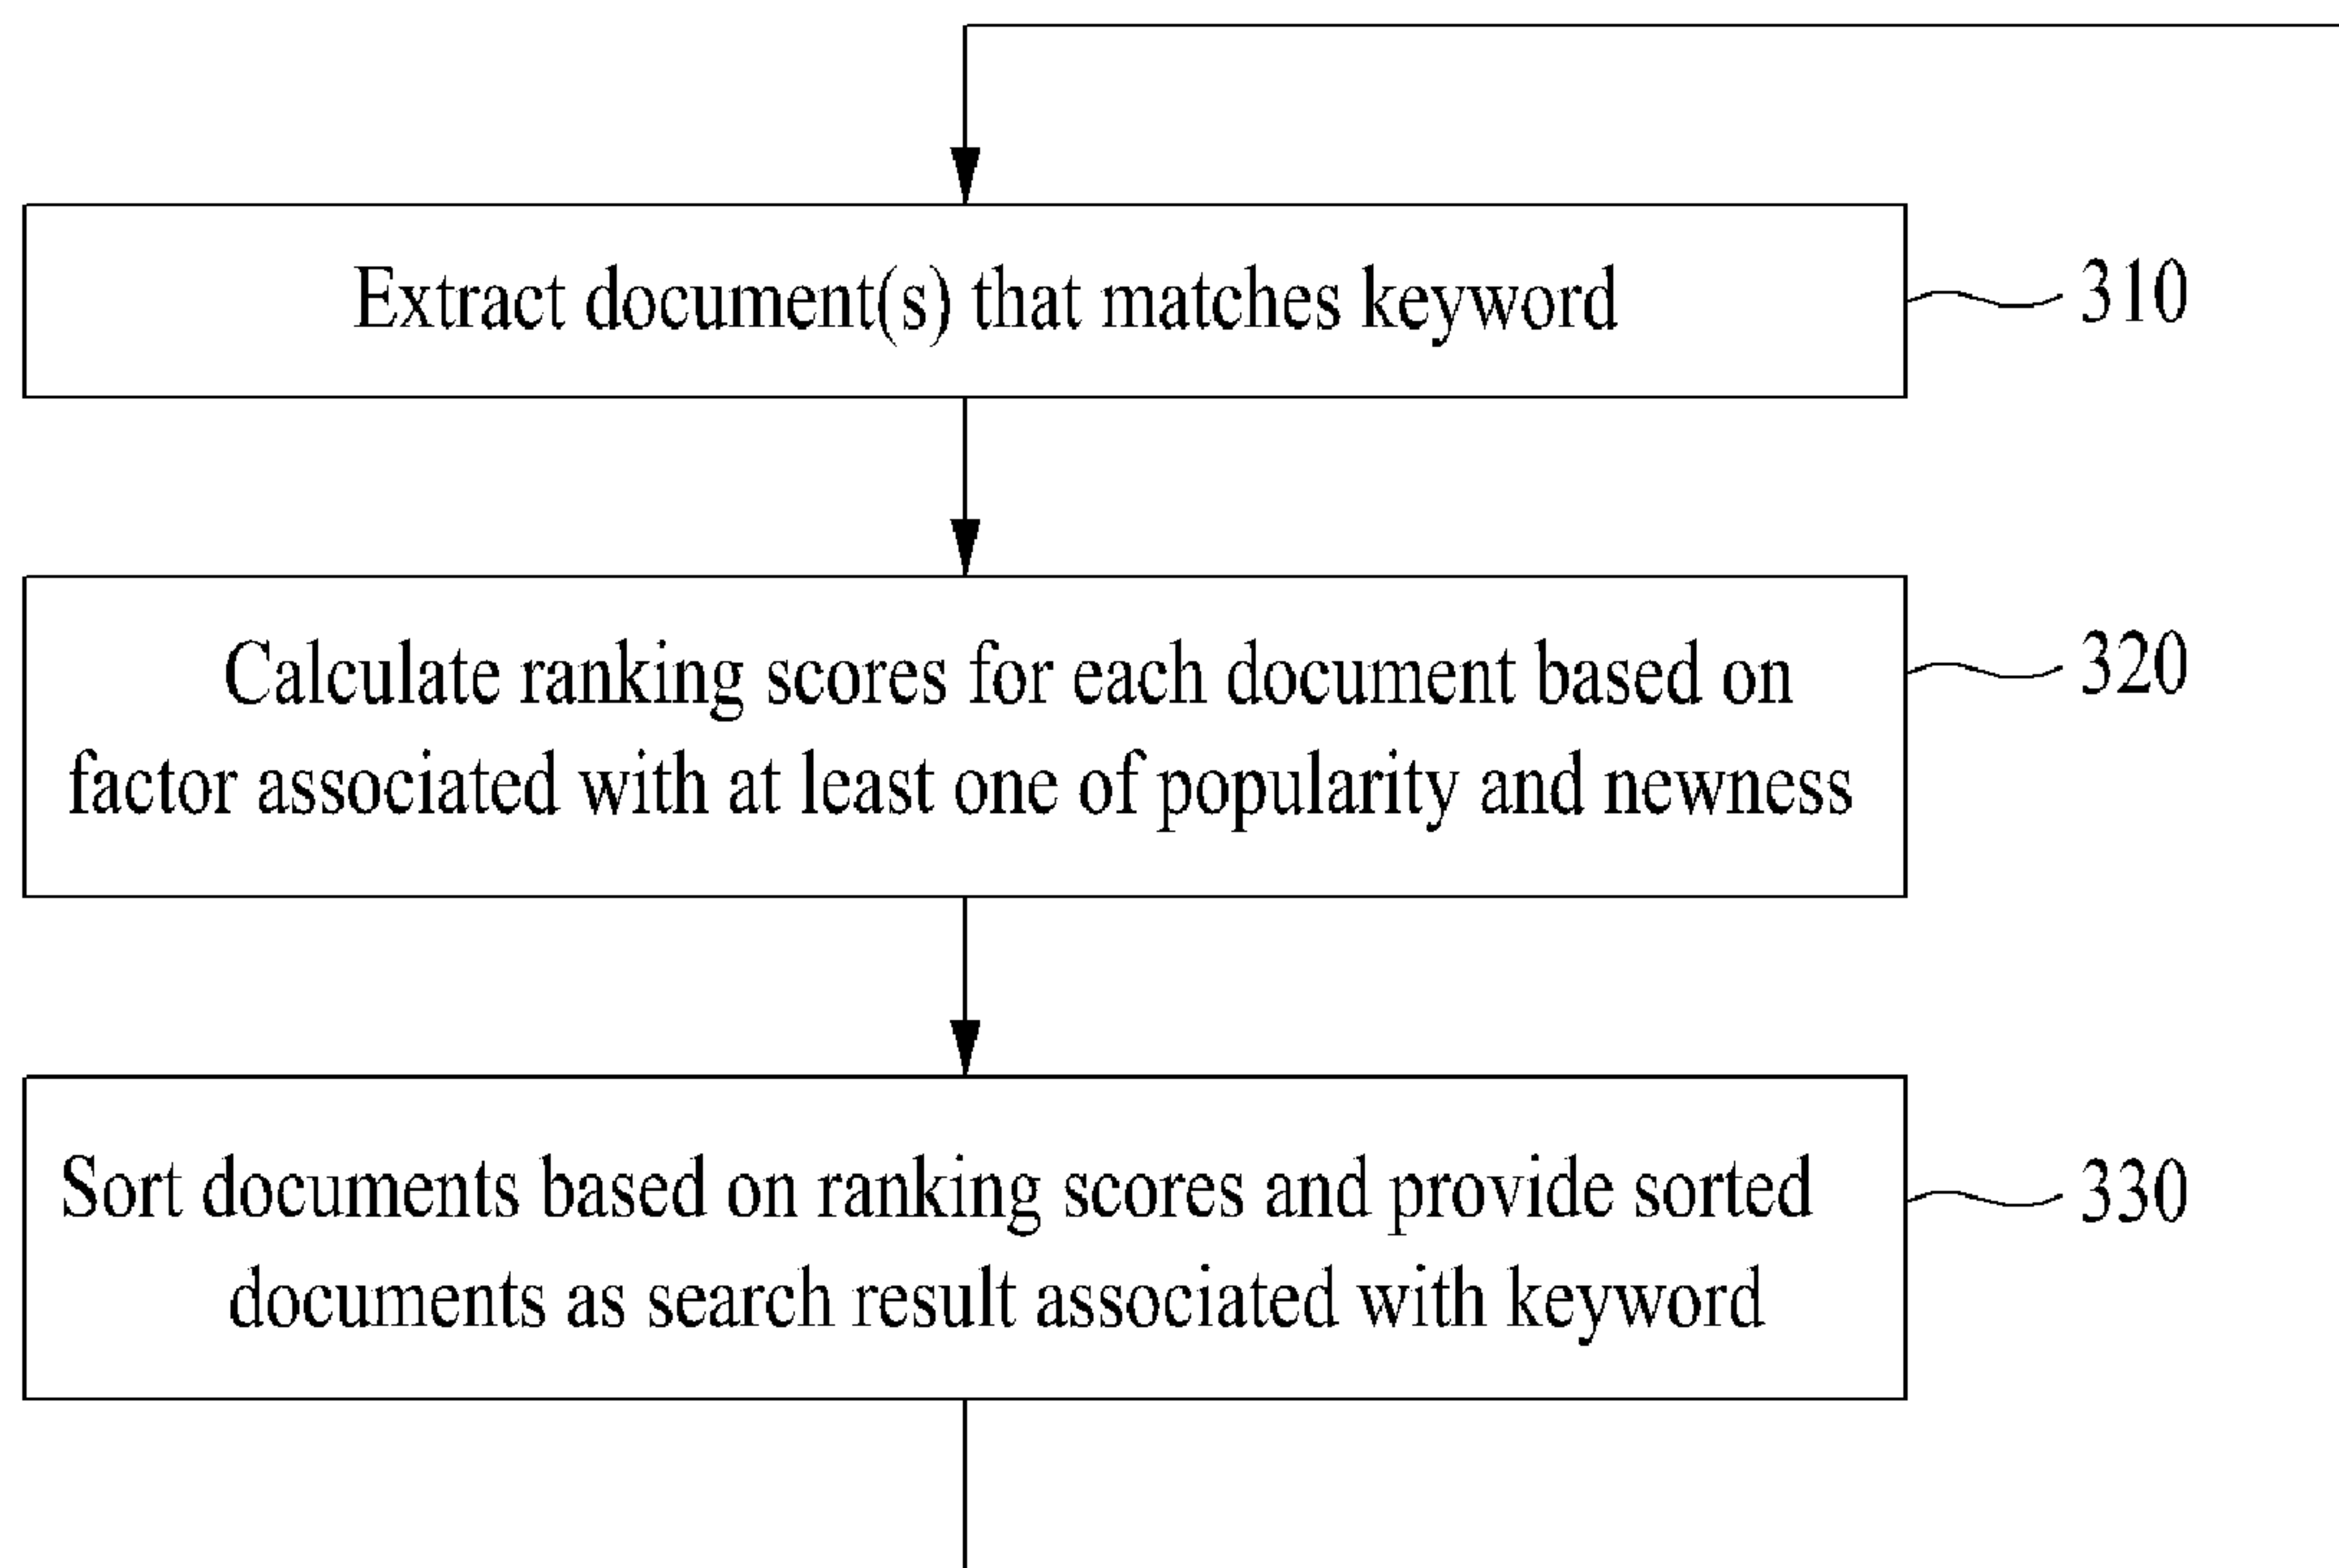 Extract document(s) that matches keyword
310
Calculate ranking scores for each document based on
factor associated with at least one of popularity and newness
320
Sort documents based on ranking scores and provide sorted
documents as search result associated with keyword
330